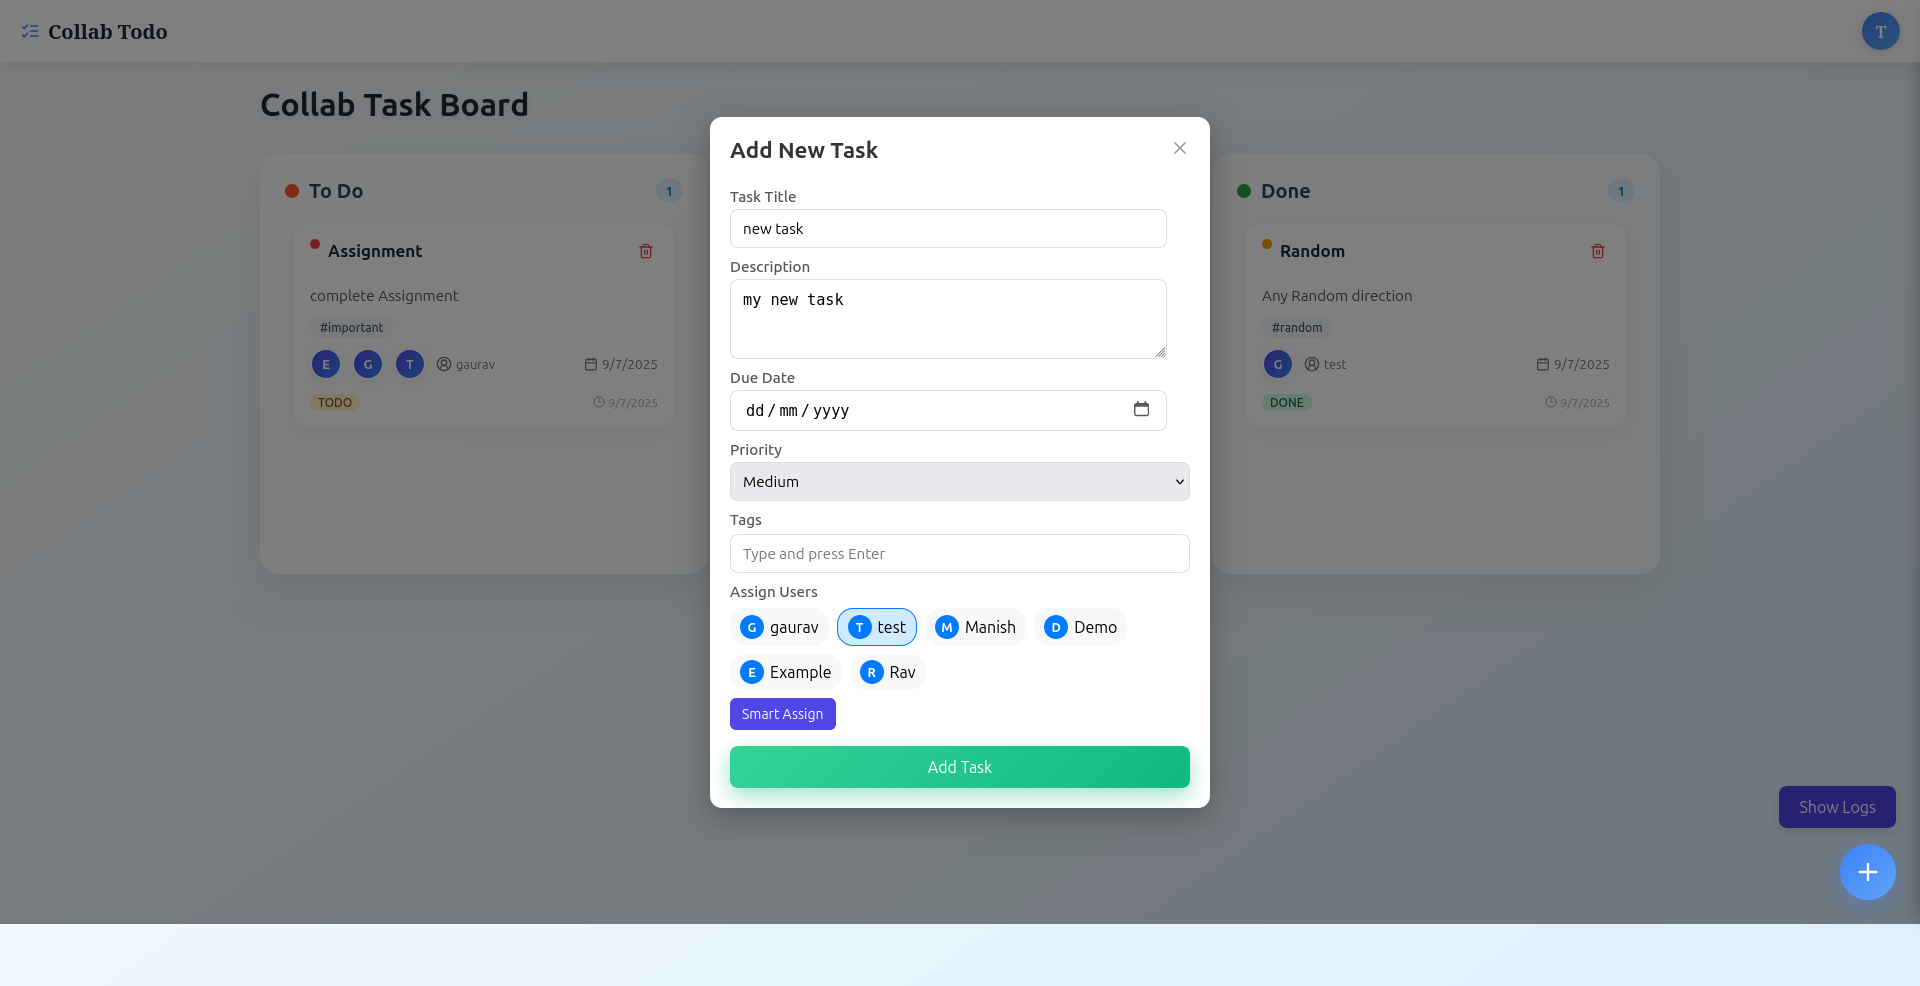 Collab Todo
T
Collab Task Board
To Do
1
Assignment
complete Assignment
#important
E G T gaurav 9/7/2025
TODO 9/7/2025
Add New Task
Task Title
new task
Description
my new task
Due Date
dd/mm/yyyy
Priority
Medium
Tags
Type and press Enter
Assign Users
G gaurav T test M Manish D Demo
E Example R Rav
Smart Assign
Add Task
Done
1
Random
Any Random direction
#random
G test 9/7/2025
DONE 9/7/2025
Show Logs